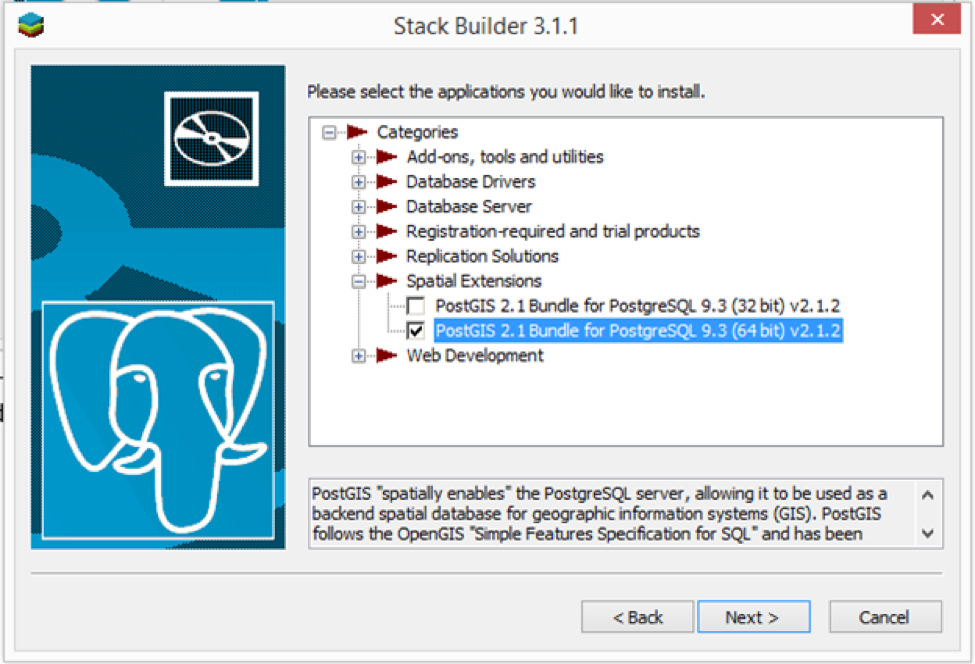 Stack Builder 3.1.1
Please select the applications you would like to install.
Categories
Add-ons, tools and utilities
Database Drivers
Database Server
Registration-required and trial products
Replication Solutions
Spatial Extensions
PostGIS 2.1 Bundle for PostgreSQL 9.3 (32 bit) v2.1.2
PostGIS 2.1 Bundle for PostgreSQL 9.3 (64 bit) v2.1.2
Web Development
PostGIS "spatially enables" the PostgreSQL server, allowing it to be used as a
backend spatial database for geographic information systems (GIS). PostGIS
follows the OpenGIS "Simple Features Specification for SQL" and has been
< Back Next > Cancel